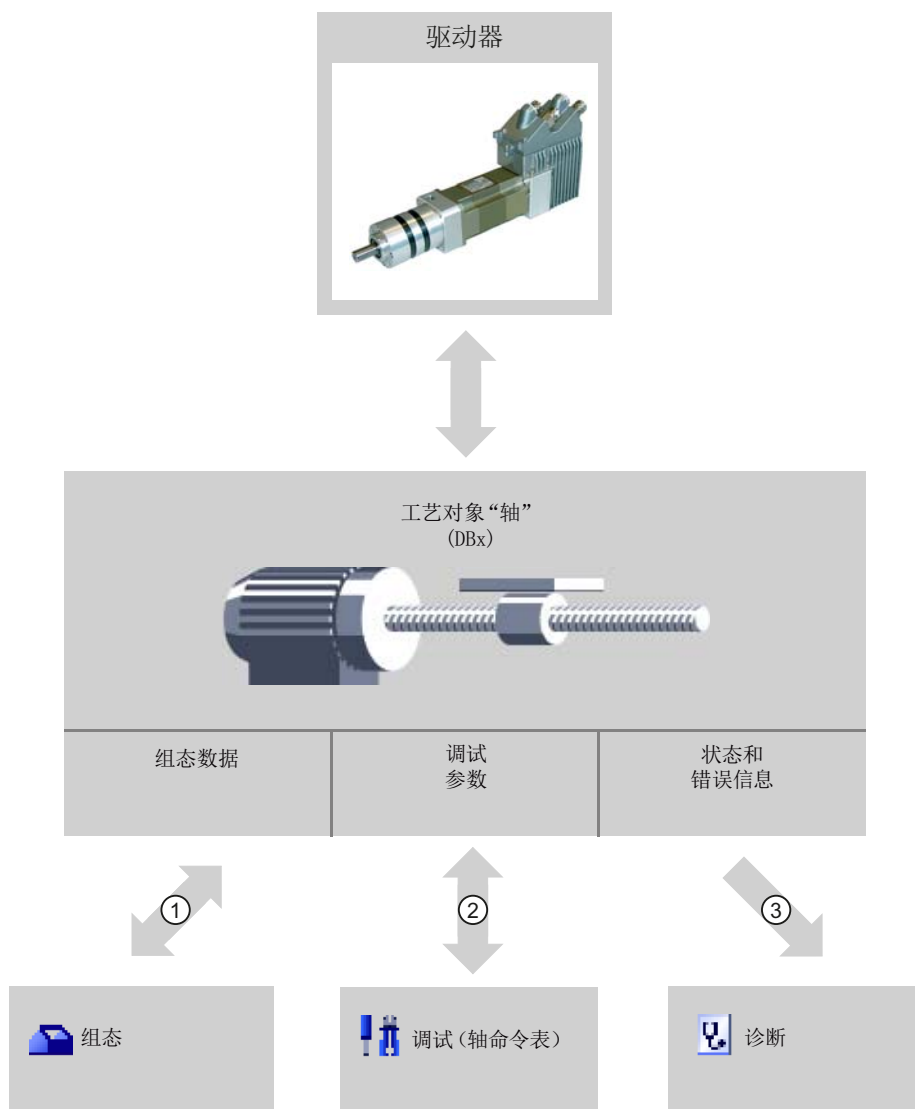 驱动器
工艺对象“轴”
(DBx)
组态数据
调试
参数
状态和
错误信息
①
②
③
组态
调试(轴命令表)
诊断